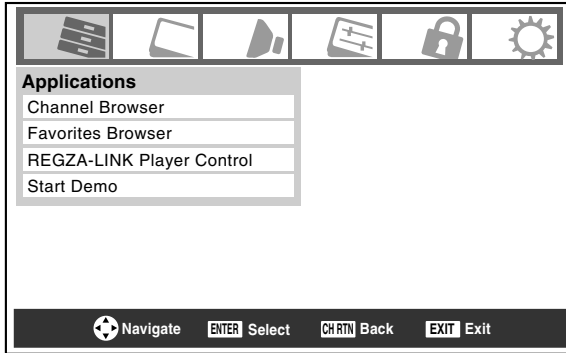 Applications
Channel Browser
Favorites Browser
REGZA-LINK Player Control
Start Demo
Navigate ENTER Select CH RTN Back EXIT Exit